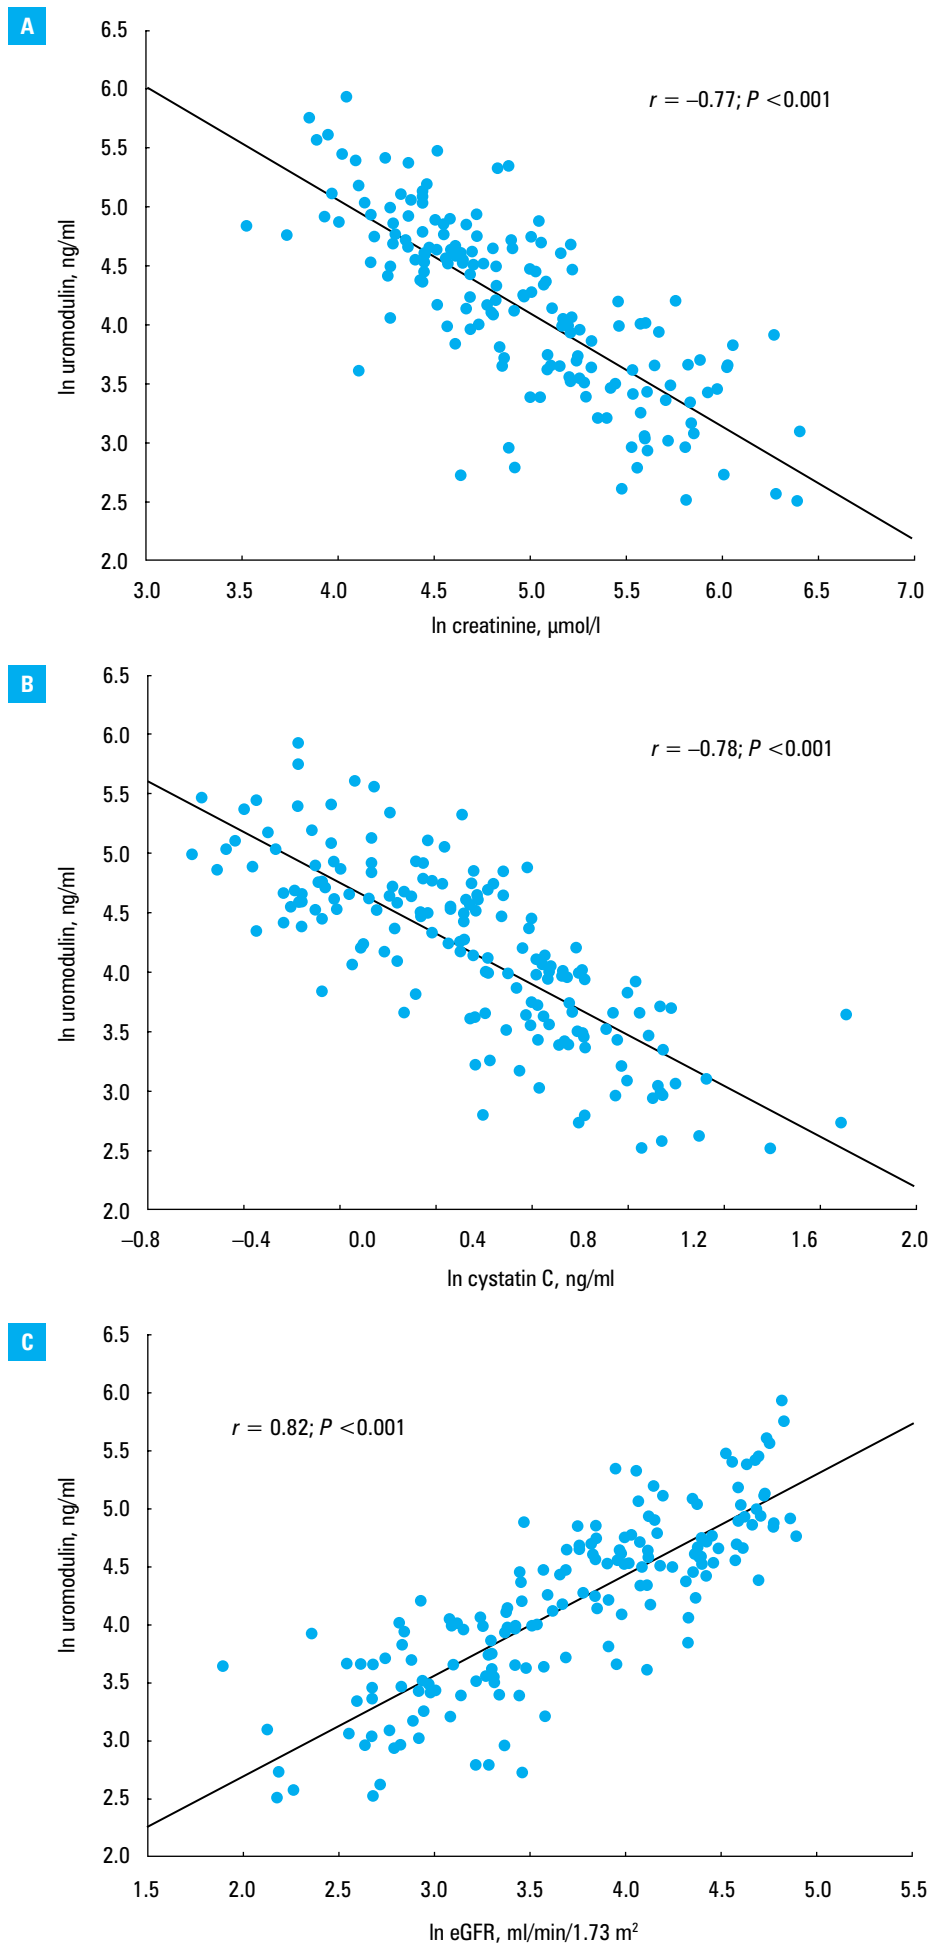 A
6.5
6.0
5.5
5.0
4.5
4.0
3.5
3.0
2.5
2.0
ln uromodulin, ng/ml
r = –0.77; P <0.001
3.0 3.5 4.0 4.5 5.0 5.5 6.0 6.5 7.0
ln creatinine, µmol/l
B
6.5
6.0
5.5
5.0
4.5
4.0
3.5
3.0
2.5
2.0
ln uromodulin, ng/ml
r = –0.78; P <0.001
–0.8 –0.4 0.0 0.4 0.8 1.2 1.6 2.0
ln cystatin C, ng/ml
C
6.5
6.0
5.5
5.0
4.5
4.0
3.5
3.0
2.5
2.0
ln uromodulin, ng/ml
r = 0.82; P <0.001
1.5 2.0 2.5 3.0 3.5 4.0 4.5 5.0 5.5
ln eGFR, ml/min/1.73 m²